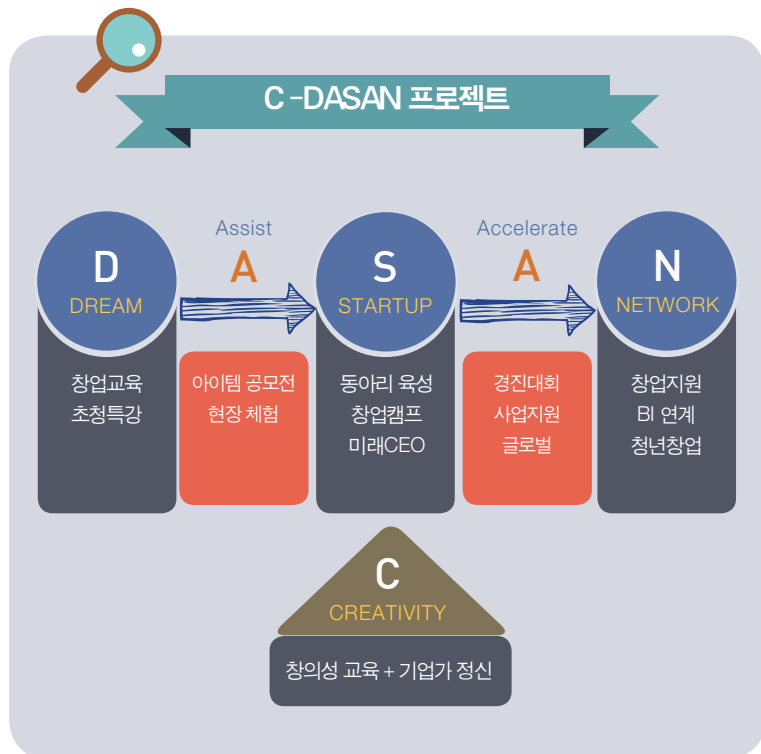 C-DASAN 프로젝트
D
DREAM
창업교육
초청특강
Assist
A
아이템 공모전
현장 체험
S
STARTUP
동아리 육성
창업캠프
미래CEO
Accelerate
A
경진대회
사업지원
글로벌
N
NETWORK
창업지원
BI 연계
청년창업
C
CREATIVITY
창의성 교육 + 기업가 정신